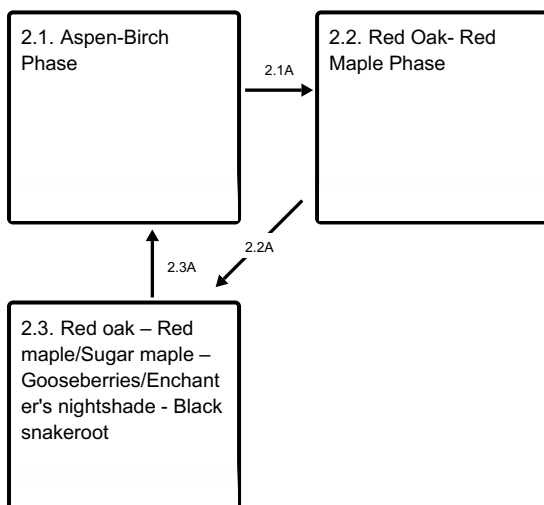 2.1. Aspen-Birch
Phase
2.1A
2.2. Red Oak- Red
Maple Phase
2.2A
2.3A
2.3. Red oak – Red
maple/Sugar maple –
Gooseberries/Enchant
er's nightshade - Black
snakeroot